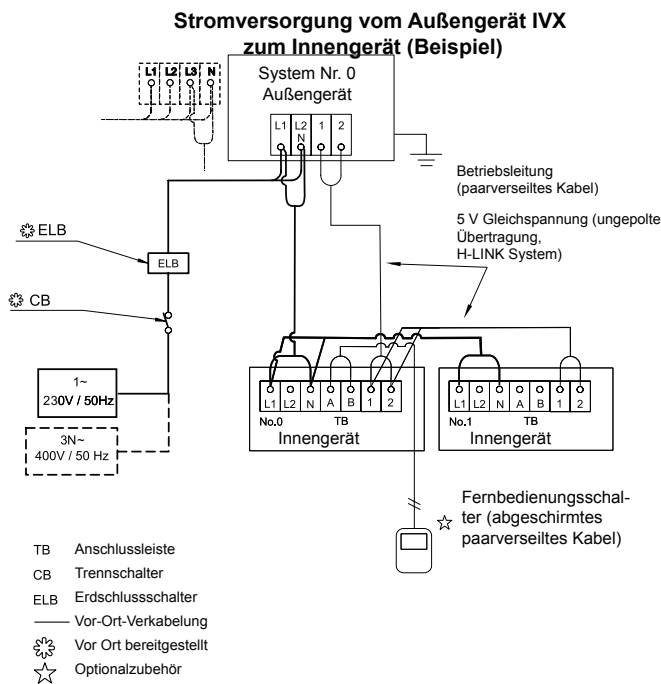 Stromversorgung vom Außengerät IVX
zum Innengerät (Beispiel)
L1 L2 L3 N
System Nr. 0
Außengerät
L1 L2 1 2
N
Betriebsleitung
(paarverseiltes Kabel)
5 V Gleichspannung (ungepolte
Übertragung,
H-LINK System)
ELB
ELB
CB
1~
230V / 50Hz
3N~
400V / 50 Hz
L1 L2 N A B 1 2
No.0 TB
Innengerät
L1 L2 N A B 1 2
No.1 TB
Innengerät
Fernbedienungsschal-
ter (abgeschirmtes
paarverseiltes Kabel)
TB Anschlussleiste
CB Trennschalter
ELB Erdschlussschalter
Vor-Ort-Verkabelung
Vor Ort bereitgestellt
Optionalzubehör